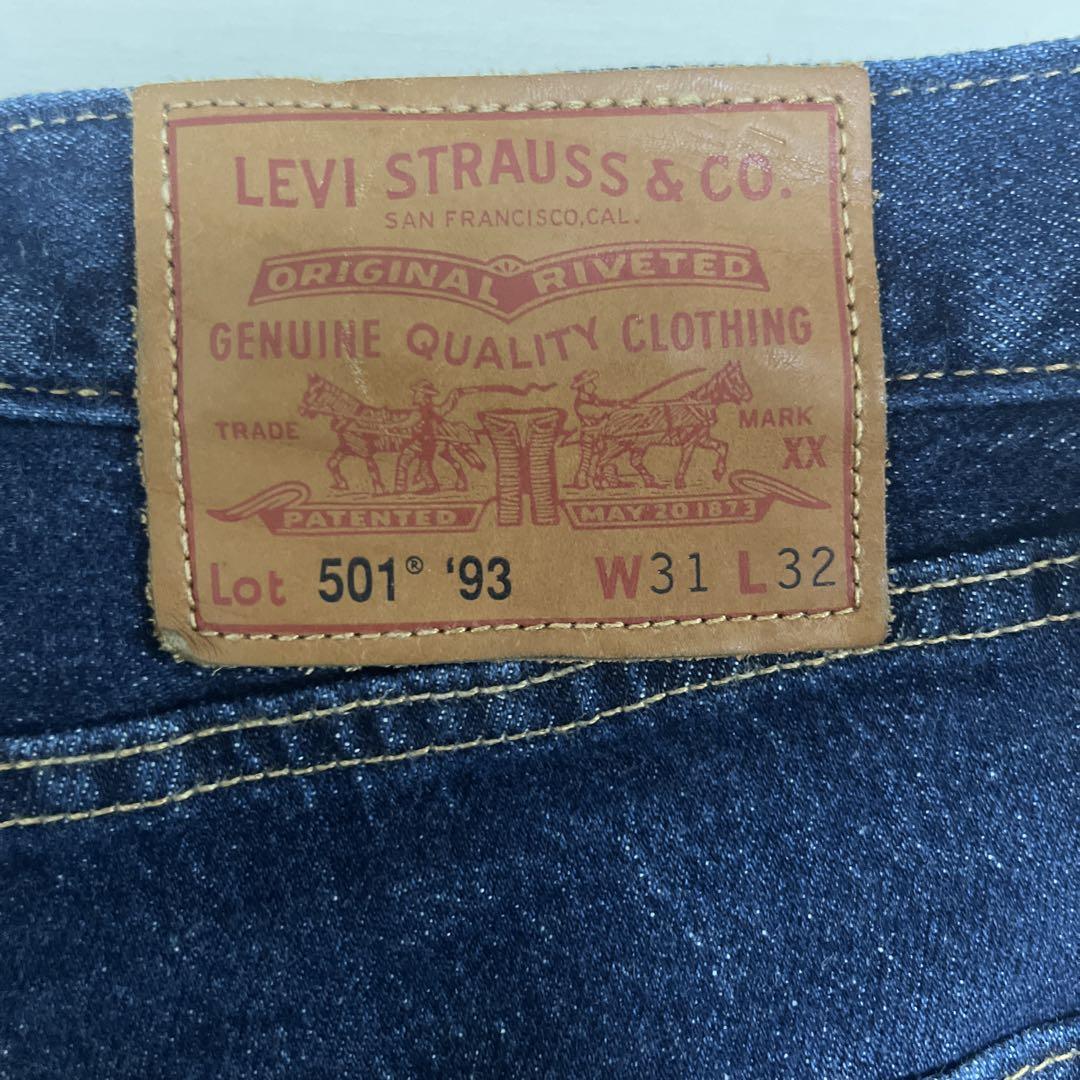 LEVI STRAUSS & CO.
SAN FRANCISCO, CAL.
ORIGINAL RIVETED
GENUINE QUALITY CLOTHING
TRADE MARK
XX
PATENTED MAY 20 1873
Lot 501® '93 W31 L32